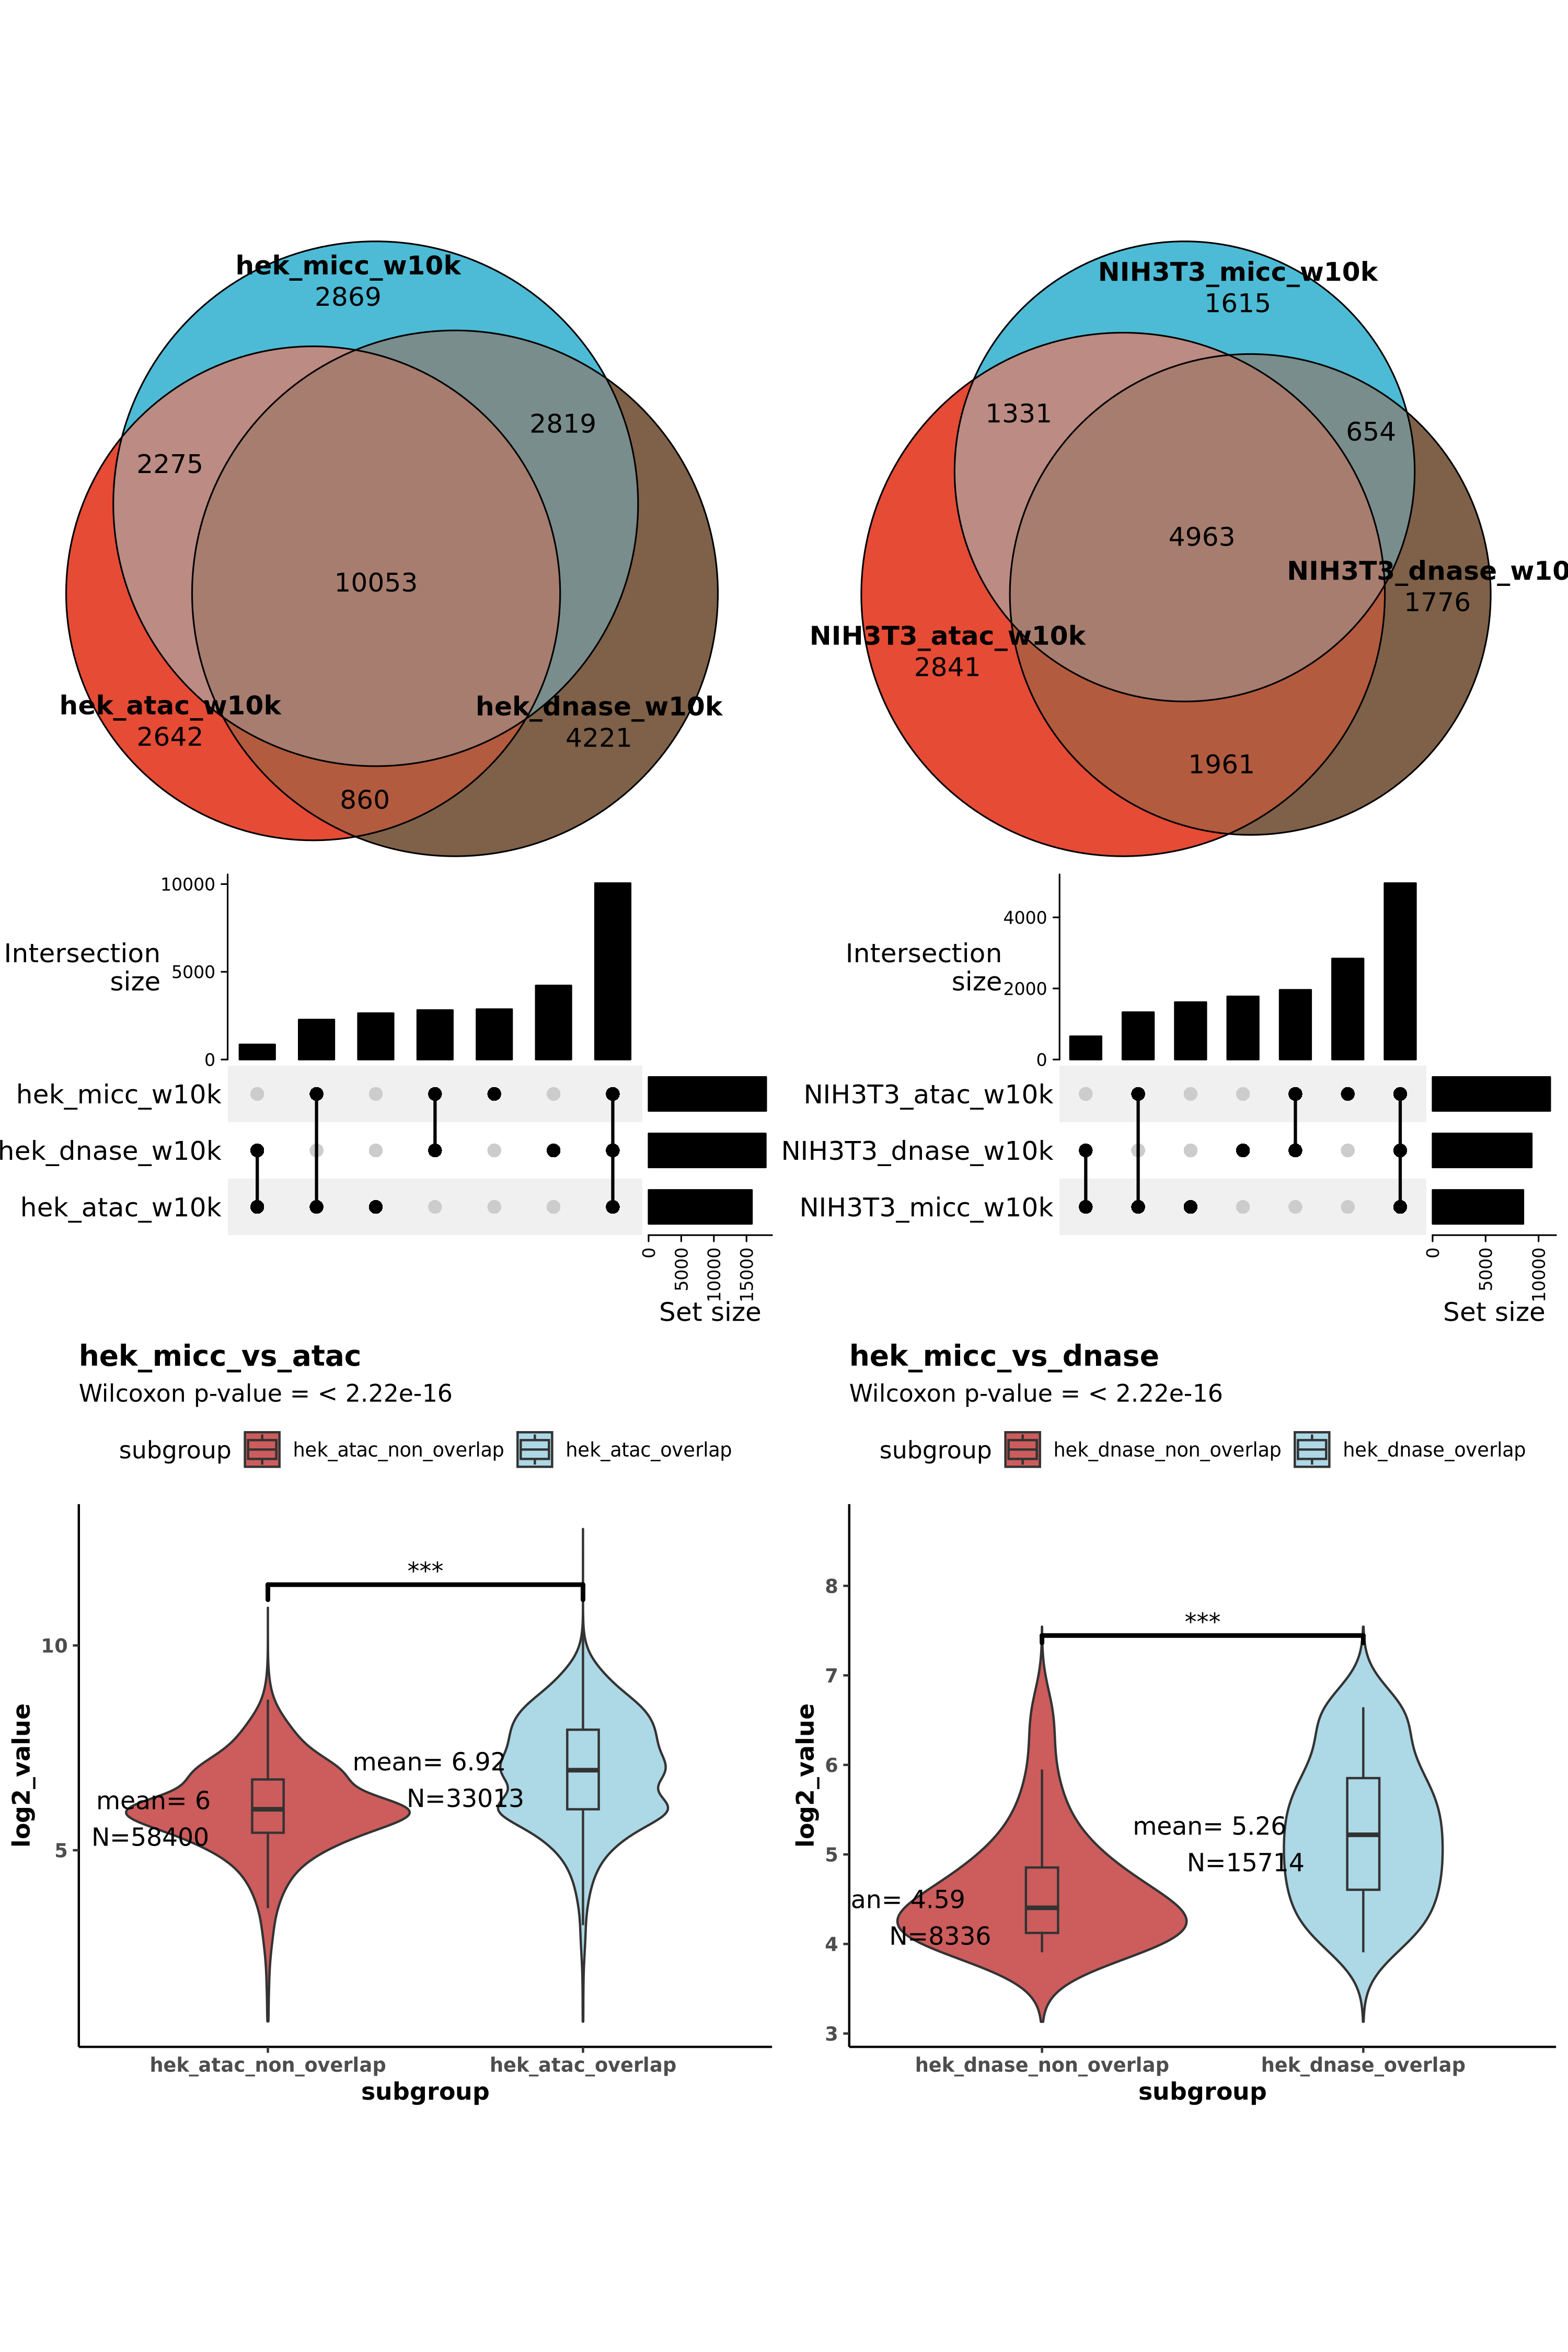 hek_micc_w10k
2869
2819
2275
10053
hek_atac_w10k
2642
hek_dnase_w10k
4221
860
NIH3T3_micc_w10k
1615
1331
654
4963
NIH3T3_dnase_w10
1776
NIH3T3_atac_w10k
2841
1961
Intersection
size
10000
5000
0
hek_micc_w10k
hek_dnase_w10k
hek_atac_w10k
0
5000
10000
15000
Set size
Intersection
size
4000
2000
0
NIH3T3_atac_w10k
NIH3T3_dnase_w10k
NIH3T3_micc_w10k
0
5000
10000
Set size
hek_micc_vs_atac
Wilcoxon p-value = < 2.22e-16
subgroup hek_atac_non_overlap hek_atac_overlap
***
10
5
log2_value
mean= 6
N=58400
mean= 6.92
N=33013
hek_atac_non_overlap hek_atac_overlap
subgroup
hek_micc_vs_dnase
Wilcoxon p-value = < 2.22e-16
subgroup hek_dnase_non_overlap hek_dnase_overlap
***
8
7
6
5
4
3
log2_value
an= 4.59
N=8336
mean= 5.26
N=15714
hek_dnase_non_overlap hek_dnase_overlap
subgroup